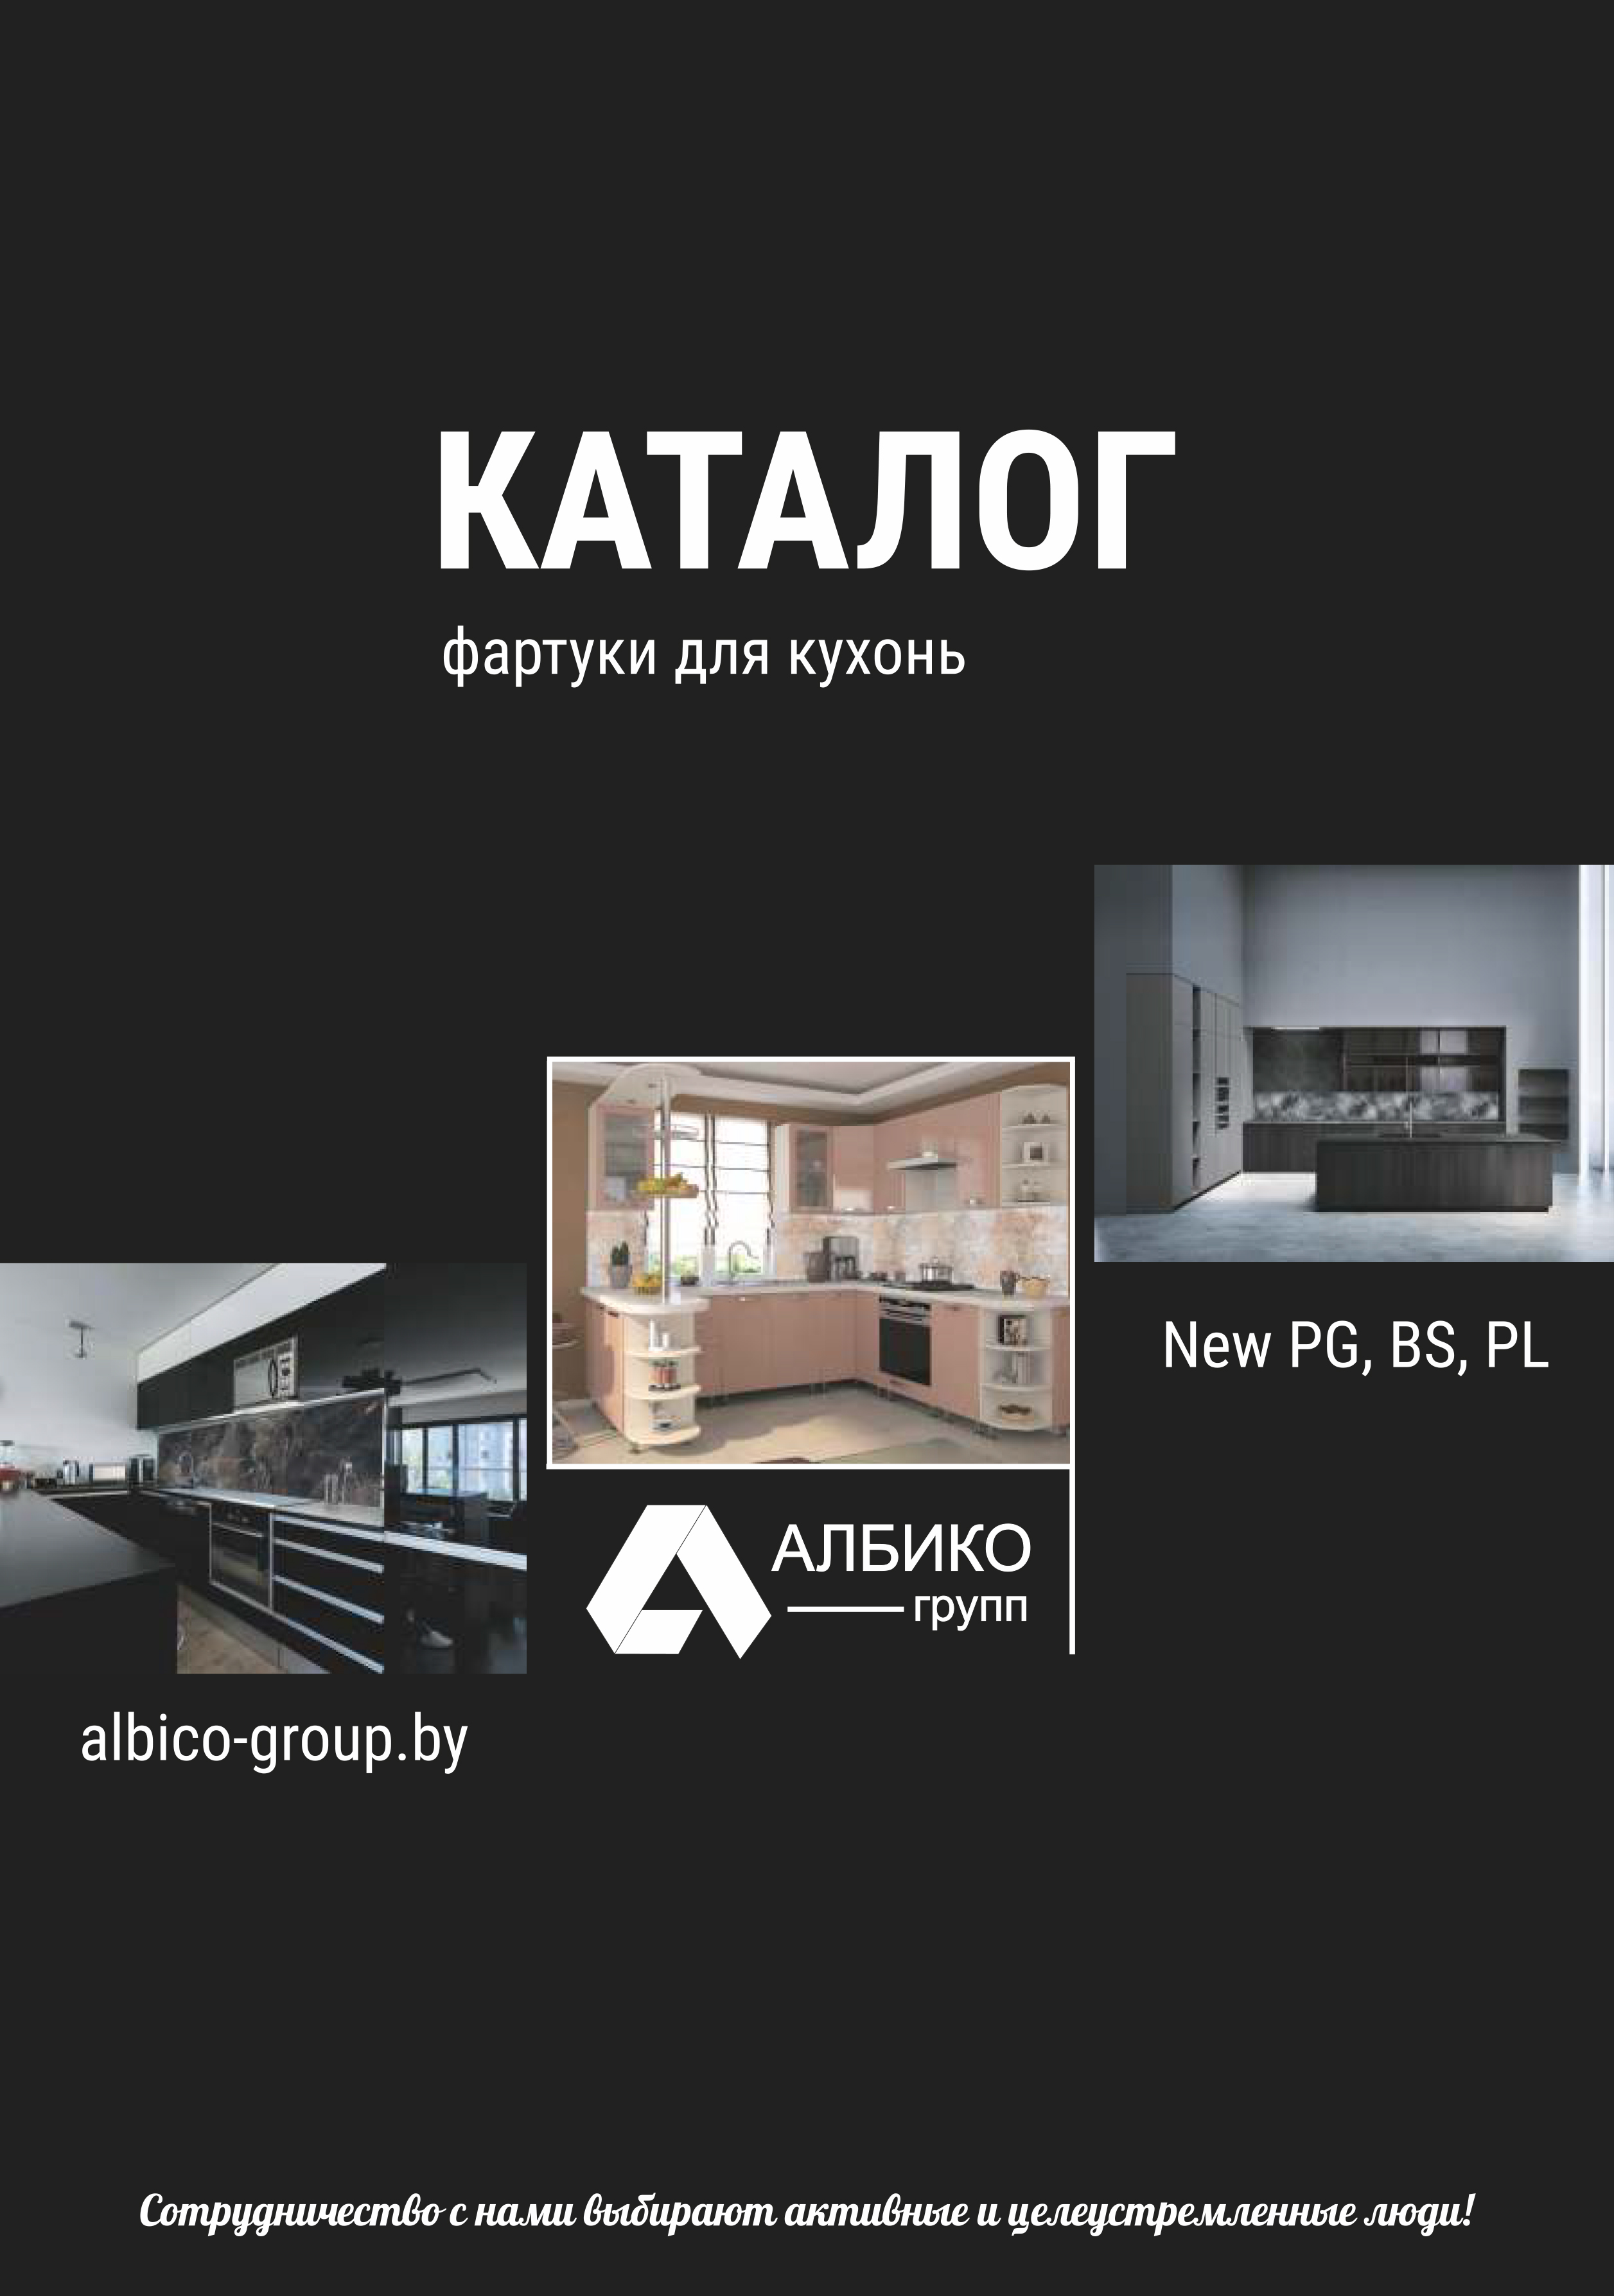 КАТАЛОГ
фартуки для кухонь
New PG, BS, PL
АЛБИКО
групп
albico-group.by
Сотрудничество с нами выбирают активные и целеустремленные люди!